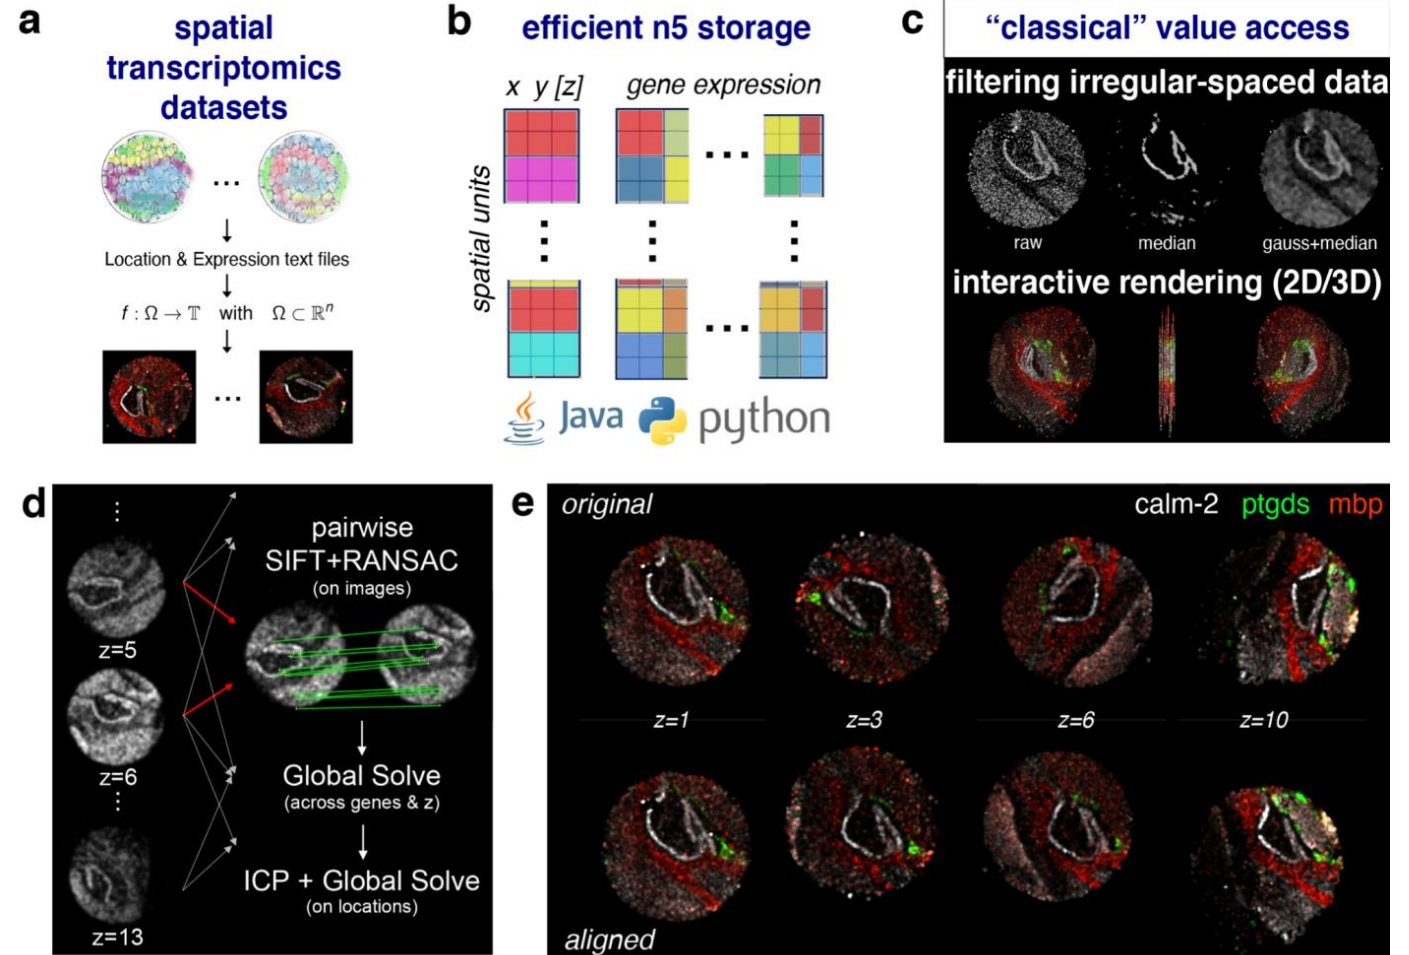 a
spatial
transcriptomics
datasets
...
Location & Expression text files
f : Ω → 𝕋 with Ω ⊂ ℝⁿ
...
b
efficient n5 storage
x y [z]
gene expression
spatial units
...
...
Java
python
c
“classical” value access
filtering irregular-spaced data
raw
median
gauss+median
interactive rendering (2D/3D)
d
pairwise
SIFT+RANSAC
(on images)
z=5
z=6
z=13
Global Solve
(across genes & z)
ICP + Global Solve
(on locations)
e
original
calm-2 ptgds mbp
z=1
z=3
z=6
z=10
aligned